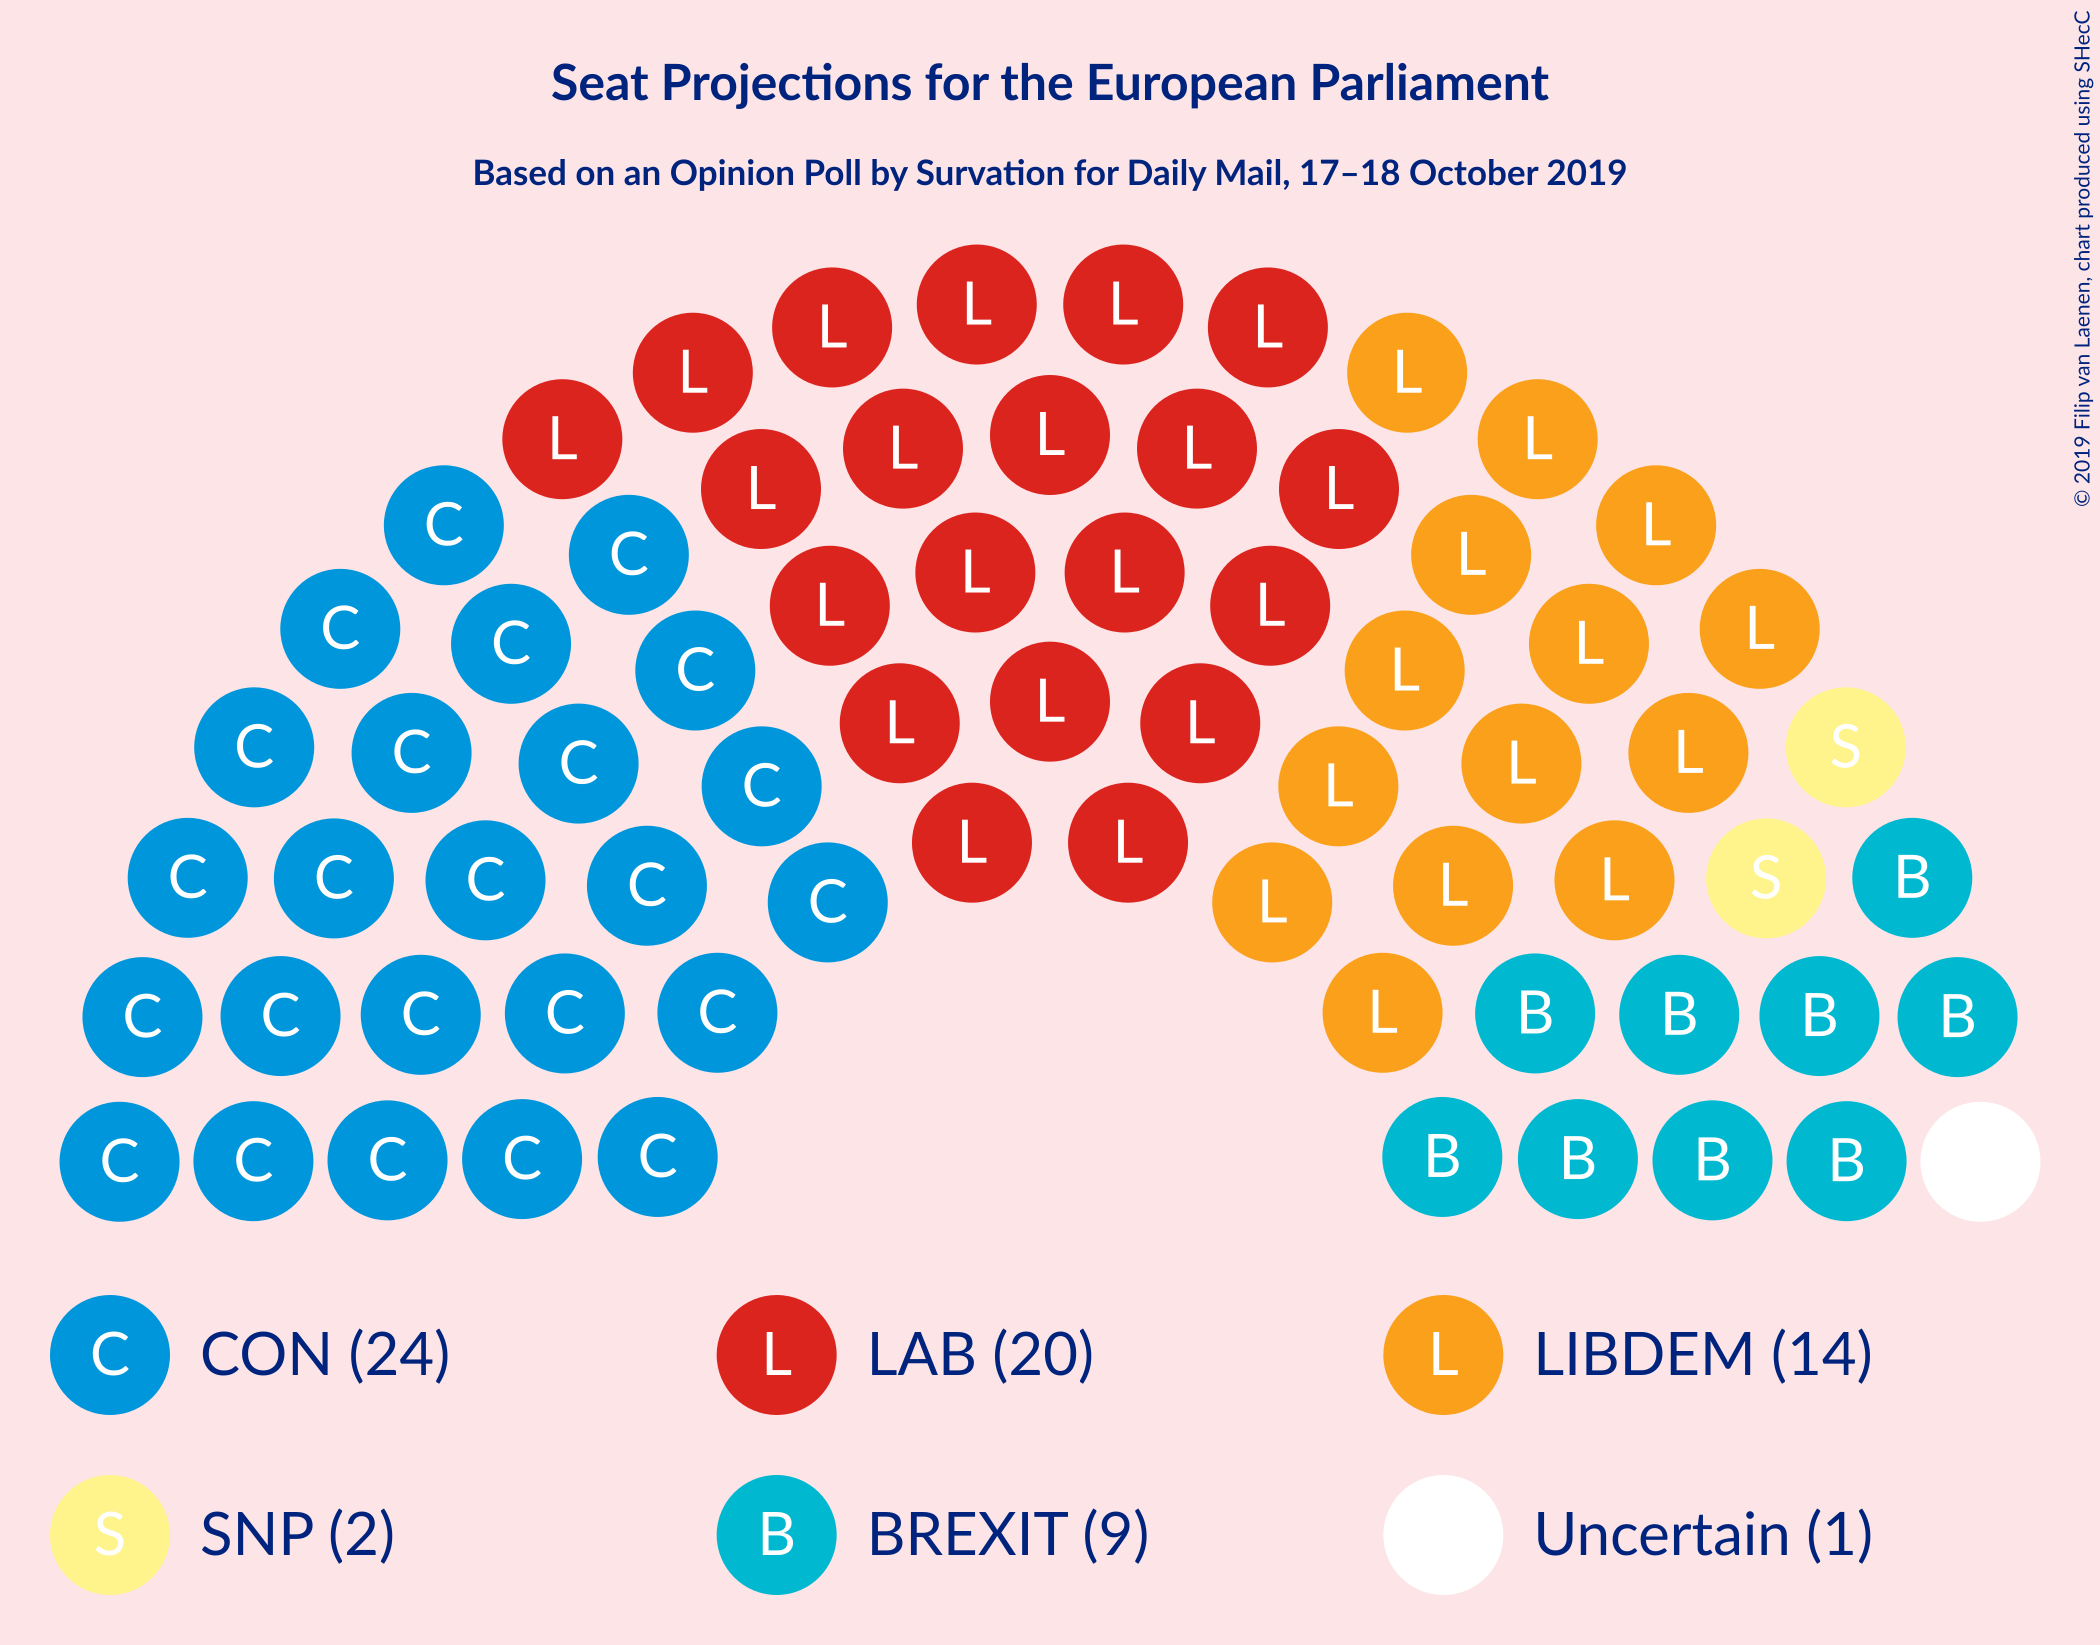 Seat Projections for the European Parliament
Based on an Opinion Poll by Survation for Daily Mail, 17–18 October 2019
© 2019 Filip van Laenen, chart produced using SHecC
L L L L L
L L L L L L
C L L L L L L
C C L L L L L L
C C C L L L L L
C C C C L L L L L L S
C C C C C L L L L L S B
C C C C C L B B B B
C C C C C B B B B
C CON (24) L LAB (20) L LIBDEM (14)
S SNP (2) B BREXIT (9) Uncertain (1)